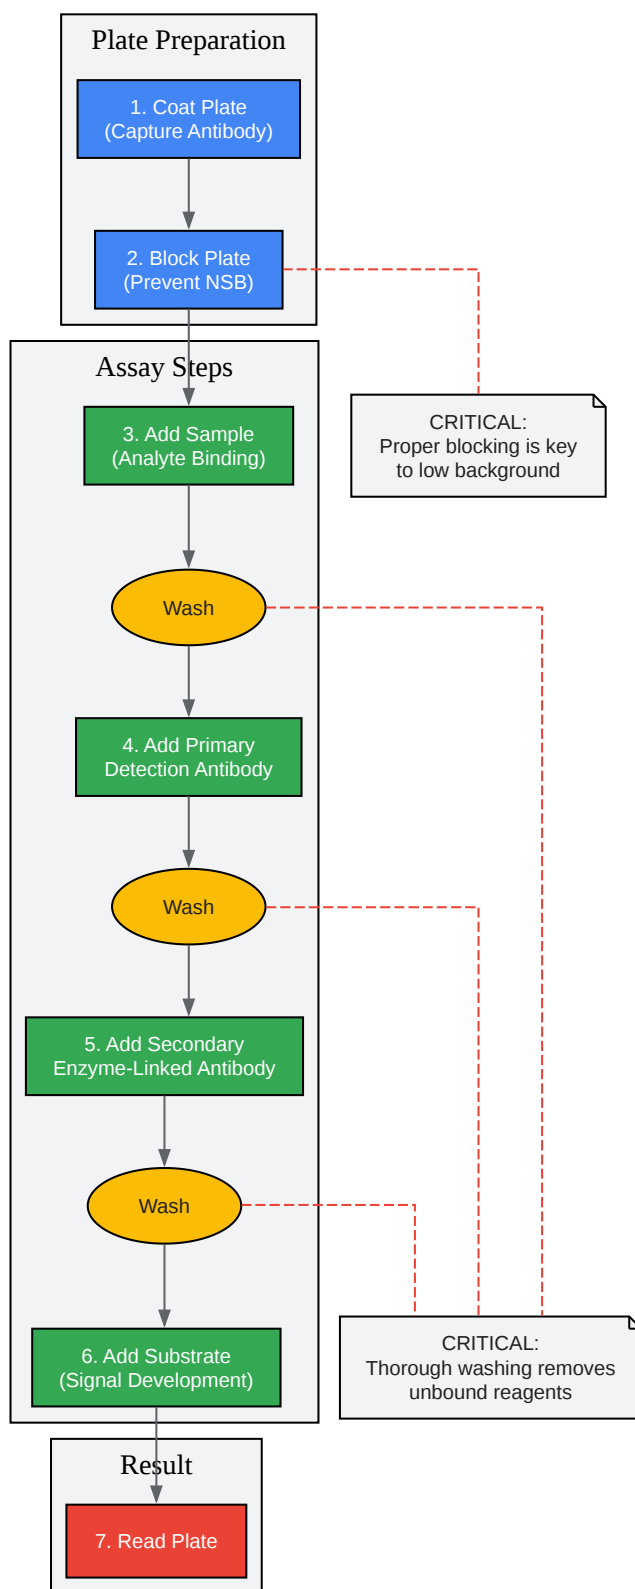 Plate Preparation
1. Coat Plate
(Capture Antibody)
2. Block Plate
(Prevent NSB)
Assay Steps
3. Add Sample
(Analyte Binding)
CRITICAL:
Proper blocking is key
to low background
Wash
4. Add Primary
Detection Antibody
Wash
5. Add Secondary
Enzyme-Linked Antibody
Wash
6. Add Substrate
(Signal Development)
CRITICAL:
Thorough washing removes
unbound reagents
Result
7. Read Plate